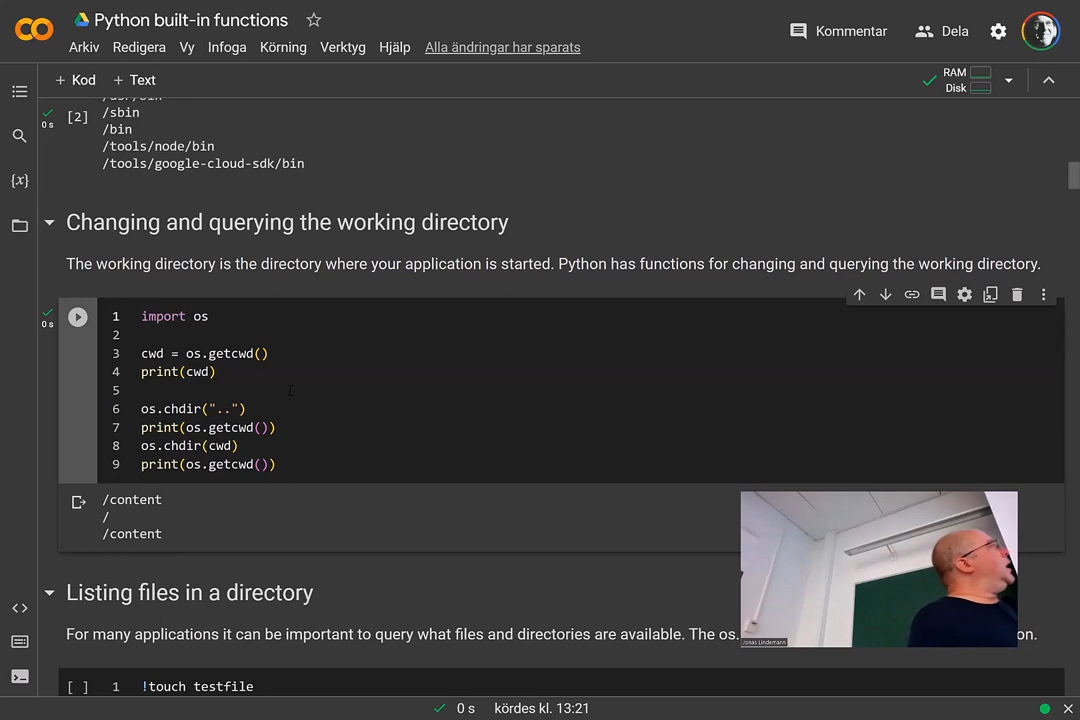 Python built-in functions
Arkiv Redigera Vy Infoga Körning Verktyg Hjälp Alla ändringar har sparats
Kommentar Dela
+ Kod + Text
RAM
Disk
/usr/bin
[2] /sbin
0 s
/bin
/tools/node/bin
/tools/google-cloud-sdk/bin
{x}
Changing and querying the working directory
The working directory is the directory where your application is started. Python has functions for changing and querying the working directory.
0 s
1 import os
2
3 cwd = os.getcwd()
4 print(cwd)
5
6 os.chdir("..")
7 print(os.getcwd())
8 os.chdir(cwd)
9 print(os.getcwd())
/content
/
/content
Listing files in a directory
For many applications it can be important to query what files and directories are available. The os.
on.
Jonas Lindemann
[ ] 1 !touch testfile
0 s kördes kl. 13:21